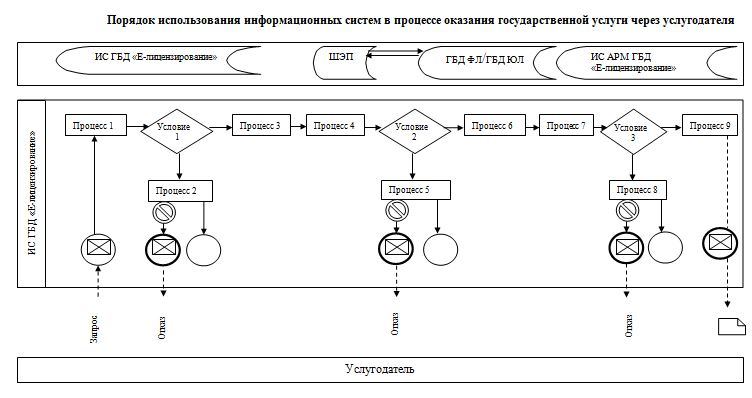 Порядок использования информационных систем в процессе оказания государственной услуги через услугодателя
ИС ГБД «Е-лицензирование»
ШЭП
ГБД ФЛ/ГБД ЮЛ
ИС АРМ ГБД
«Е-лицензирование»
ИС ГБД «Е-лицензирование»
Процесс 1
Условие
1
Процесс 3
Процесс 4
Условие
2
Процесс 6
Процесс 7
Условие
3
Процесс 9
Процесс 2
Процесс 5
Процесс 8
Запрос
Отказ
Отказ
Отказ
Услугодатель